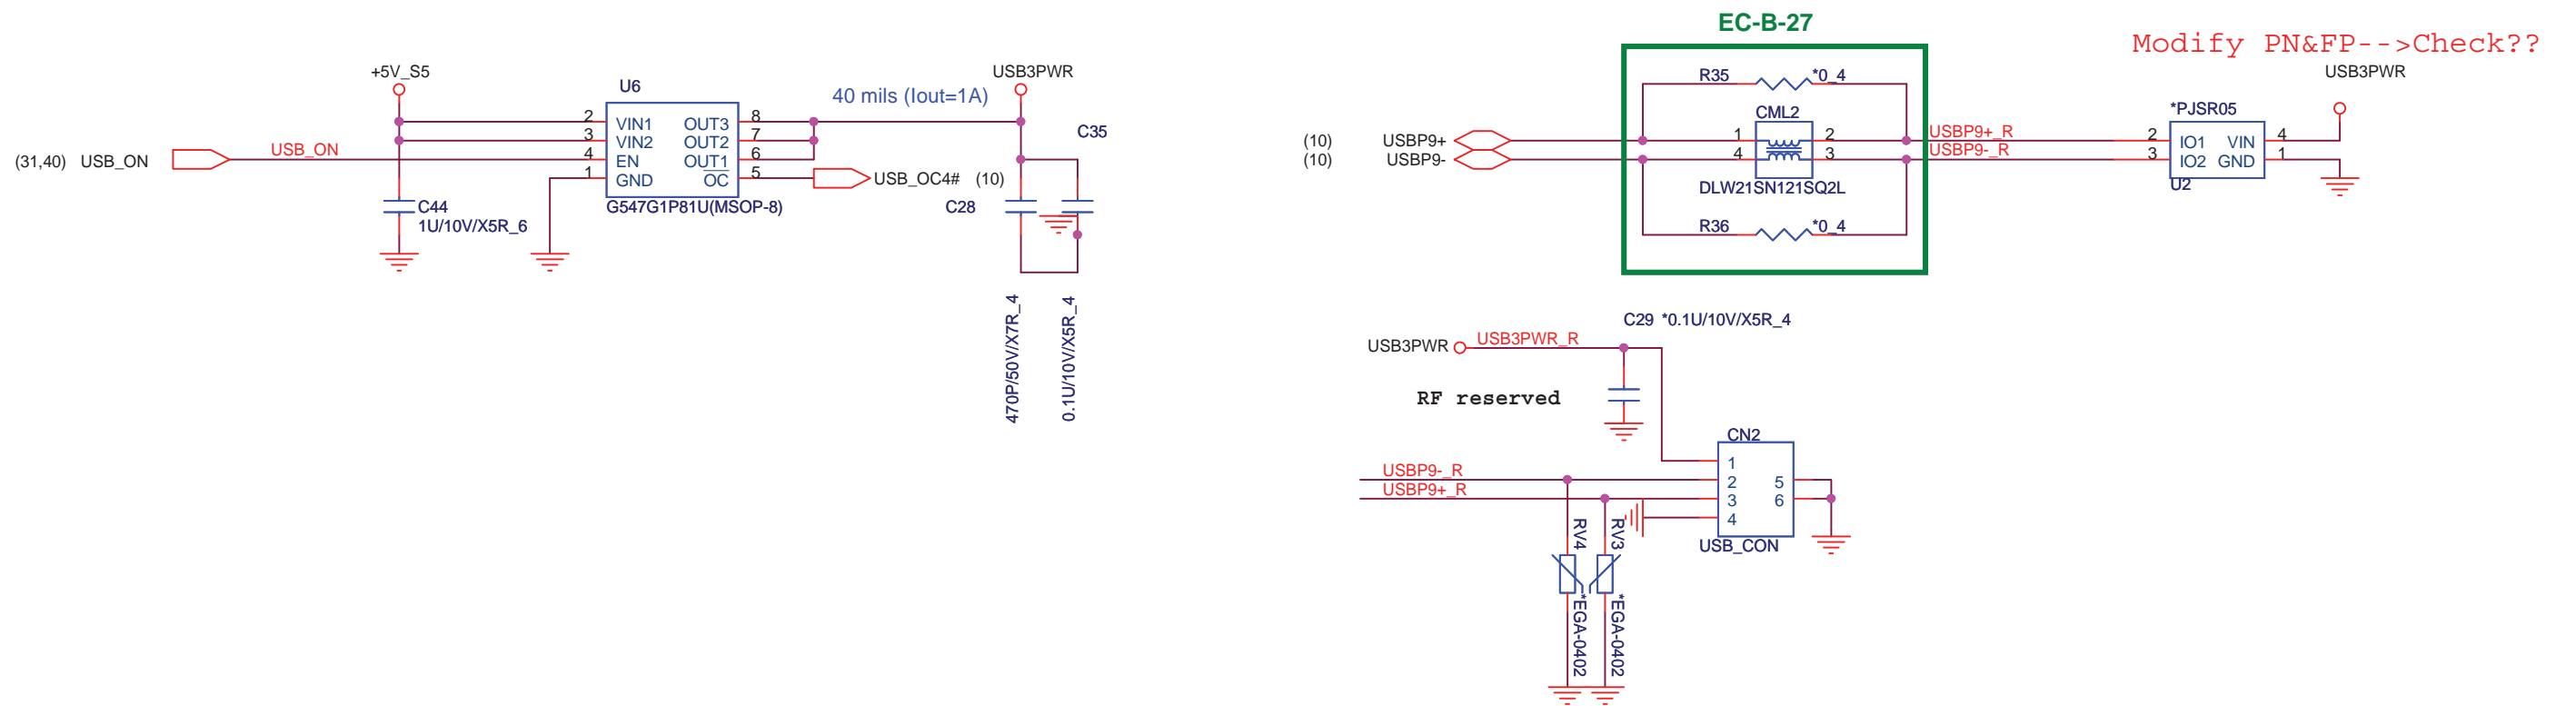 EC-B-27
Modify PN&FP-->Check??
+5V_S5
U6
40 mils (Iout=1A)
USB3PWR
C35
2
3
4
1
VIN1
VIN2
EN
GND
OUT3
OUT2
OUT1
OC
8
7
6
5
(31,40) USB_ON
USB_ON
USB_OC4# (10)
G547G1P81U(MSOP-8)
C44
1U/10V/X5R_6
C28
470P/50V/X7R_4
0.1U/10V/X5R_4
R35
*0_4
CML2
(10) USBP9+
(10) USBP9-
1
4
2
3
DLW21SN121SQ2L
R36
*0_4
USBP9+_R
USBP9-_R
USB3PWR
*PJSR05
2
3
IO1
IO2
VIN
GND
4
1
U2
C29 *0.1U/10V/X5R_4
USB3PWR
USB3PWR_R
RF reserved
CN2
USBP9-_R
USBP9+_R
1
2
3
4
5
6
USB_CON
RV4
RV3
*EGA-0402
*EGA-0402